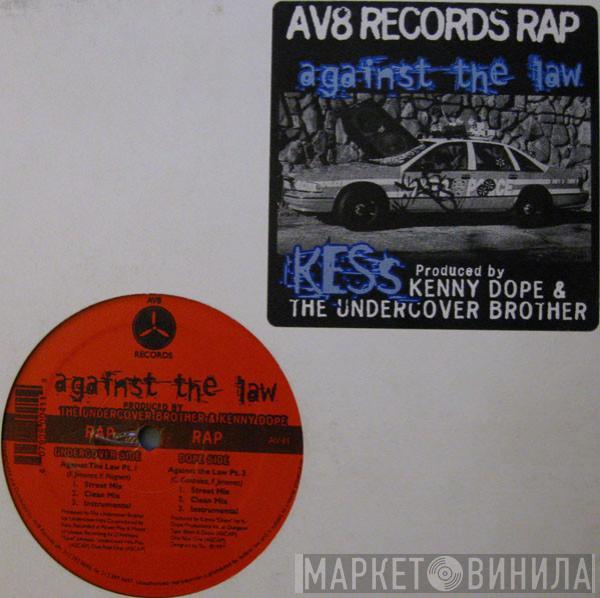 AV8 RECORDS RAP
against the law
KESS
Produced by
KENNY DOPE &
THE UNDERCOVER BROTHER
AV8
RECORDS
against the law
PRODUCED BY
THE UNDERCOVER BROTHER & KENNY DOPE
RAP RAP
UNDERCOVER SIDE
Against The Law Pt. 1
1. Street Mix
2. Clean Mix
3. Instrumental
DOPE SIDE
Against the Law Pt. 2
(C. Gonzalez, F. Jimenez)
1. Street Mix
2. Clean Mix
3. Instrumental
МАРКЕТ ВИНИЛА